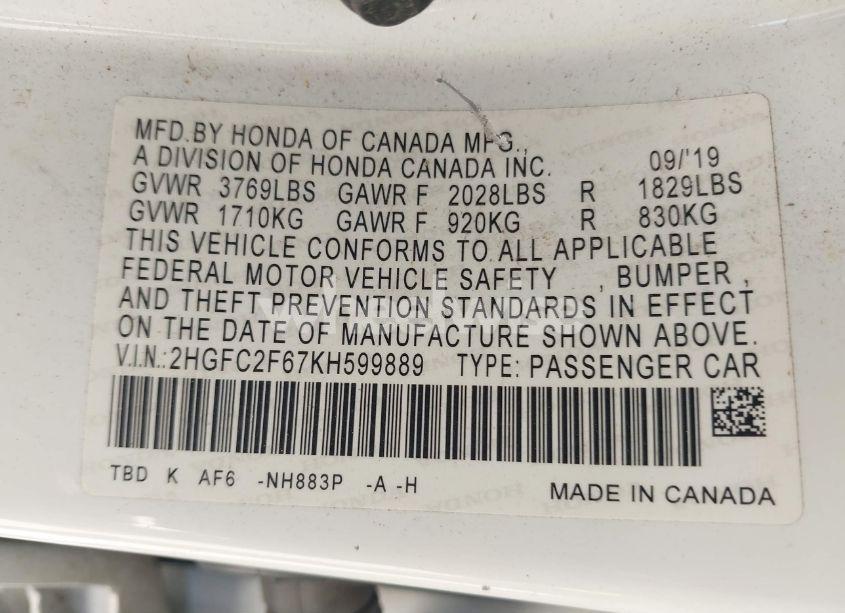 MFD.BY HONDA OF CANADA MFG.,
A DIVISION OF HONDA CANADA INC. 09/'19
GVWR 3769LBS GAWR F 2028LBS R 1829LBS
GVWR 1710KG GAWR F 920KG R 830KG
THIS VEHICLE CONFORMS TO ALL APPLICABLE
FEDERAL MOTOR VEHICLE SAFETY , BUMPER ,
AND THEFT PREVENTION STANDARDS IN EFFECT
ON THE DATE OF MANUFACTURE SHOWN ABOVE.
V.I.N.:2HGFC2F67KH599889 TYPE: PASSENGER CAR
TBD K AF6 -NH883P -A -H
MADE IN CANADA